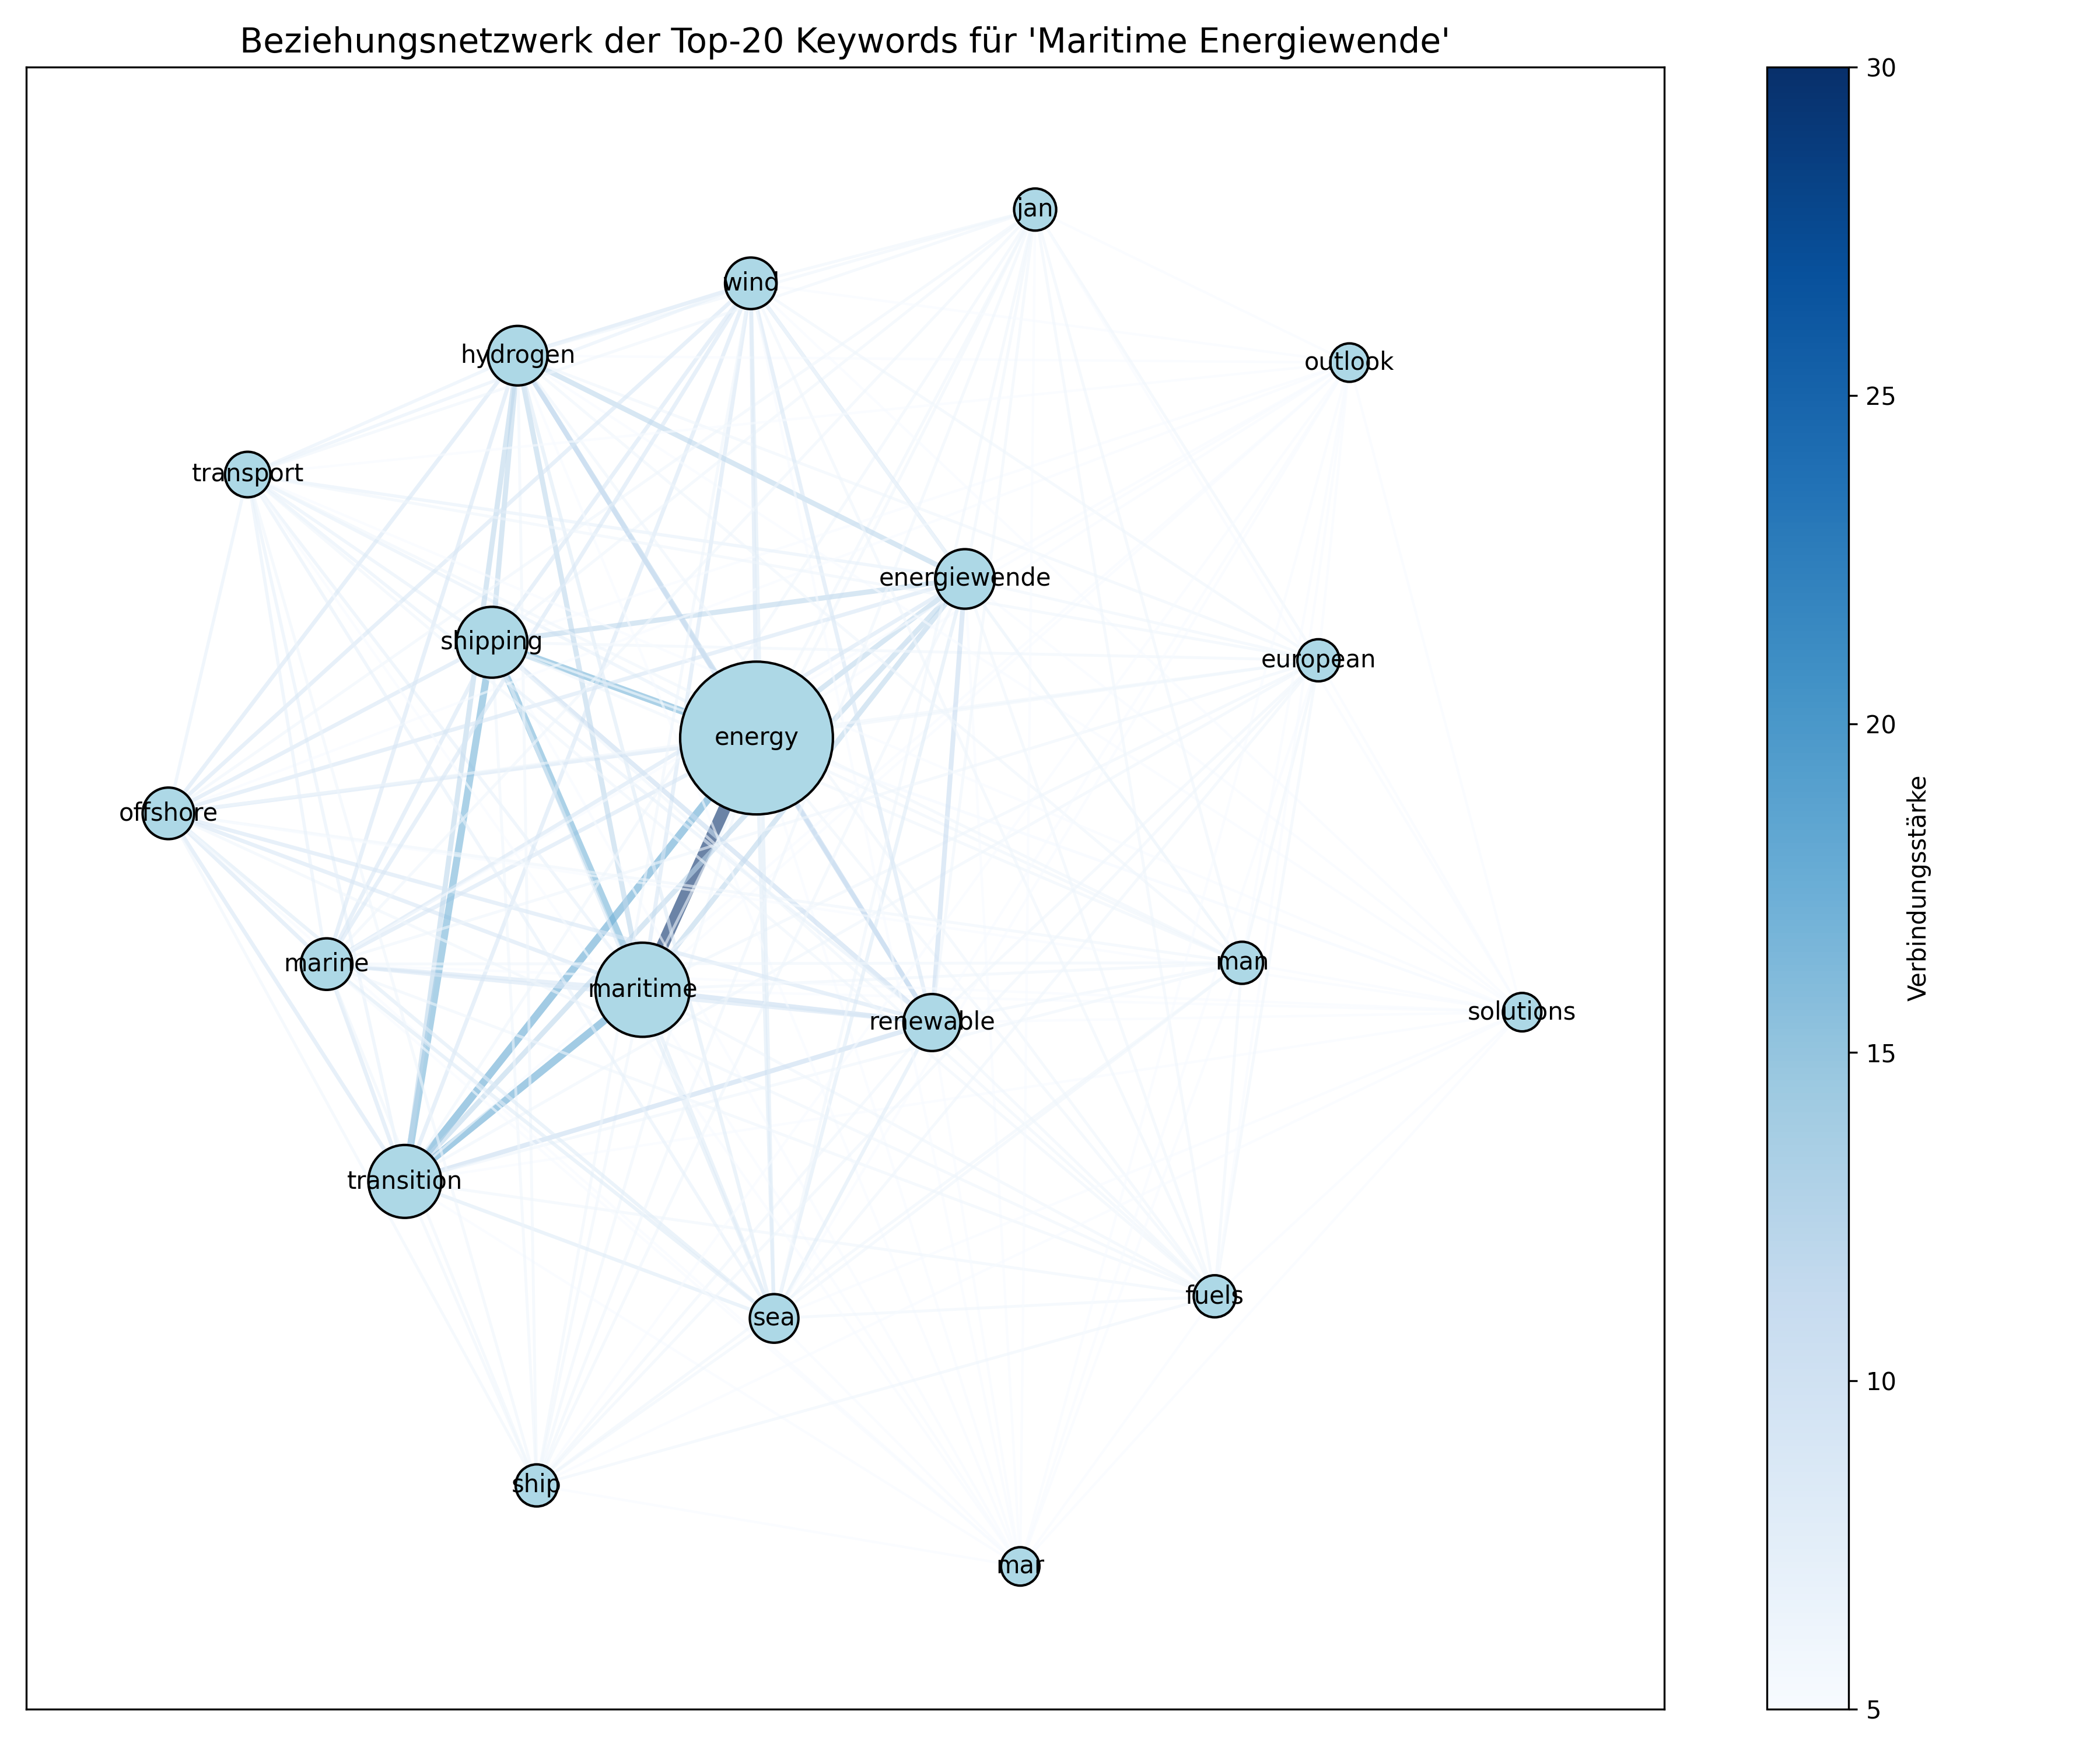 Beziehungsnetzwerk der Top-20 Keywords für 'Maritime Energiewende'
jan
wind
hydrogen
outlook
transport
energiewende
shipping
european
energy
offshore
marine
man
maritime
solutions
renewable
transition
fuels
sea
ship
mar
30
25
20
15
10
5
Verbindungsstärke